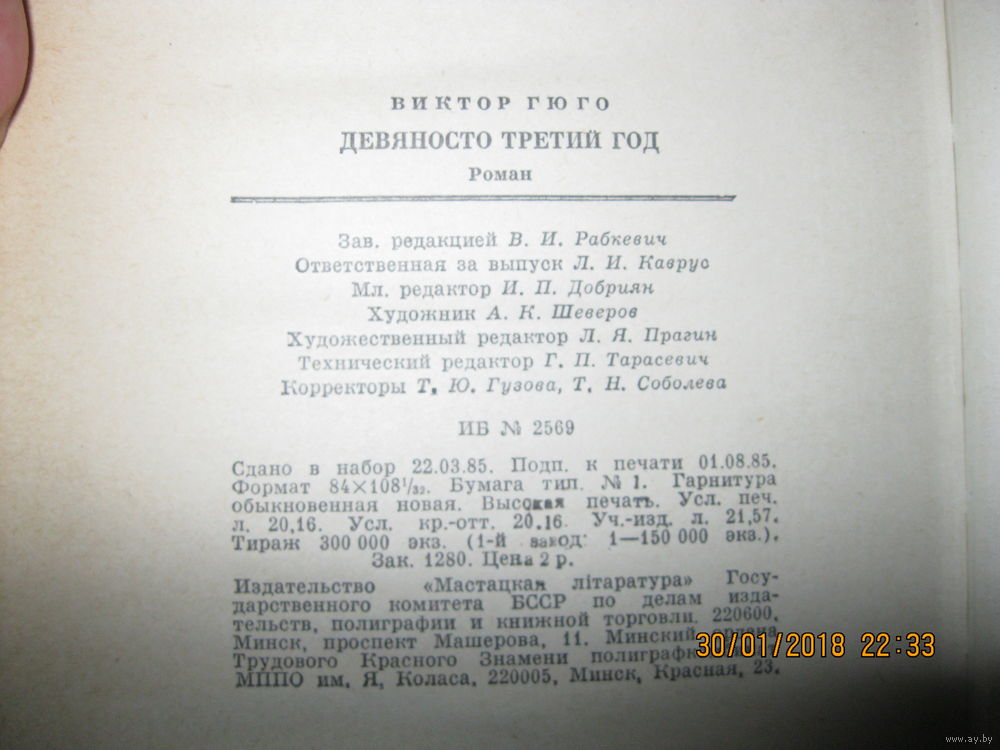 ВИКТОР ГЮГО
ДЕВЯНОСТО ТРЕТИЙ ГОД
Роман
Зав. редакцией В. И. Рабкевич
Ответственная за выпуск Л. И. Каврус
Мл. редактор И. П. Добриян
Художник А. К. Шеверов
Художественный редактор Л. Я. Прагин
Технический редактор Г. П. Тарасевич
Корректоры Т. Ю. Гузова, Т. Н. Соболева
ИБ № 2569
Сдано в набор 22.03.85. Подп. к печати 01.08.85.
Формат 84×108¹/₃₂. Бумага тип. № 1. Гарнитура
обыкновенная новая. Высокая печать. Усл. печ.
л. 20,16. Усл. кр.-отт. 20,16. Уч.-изд. л. 21,57.
Тираж 300 000 экз. (1-й завод: 1—150 000 экз.).
Зак. 1280. Цена 2 р.
Издательство «Мастацкая літаратура» Госу-
дарственного комитета БССР по делам изда-
тельств, полиграфии и книжной торговли. 220600,
Минск, проспект Машерова, 11. Минский ордена
Трудового Красного Знамени
МППО им. Я. Коласа. 220005, Минск, Красная, 23.
30/01/2018 22:33
www.ay.by